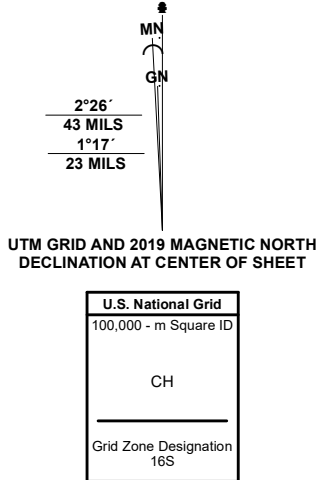 MN
GN
2°26´
43 MILS
1°17´
23 MILS
UTM GRID AND 2019 MAGNETIC NORTH
DECLINATION AT CENTER OF SHEET
U.S. National Grid
100,000 - m Square ID
CH
Grid Zone Designation
16S